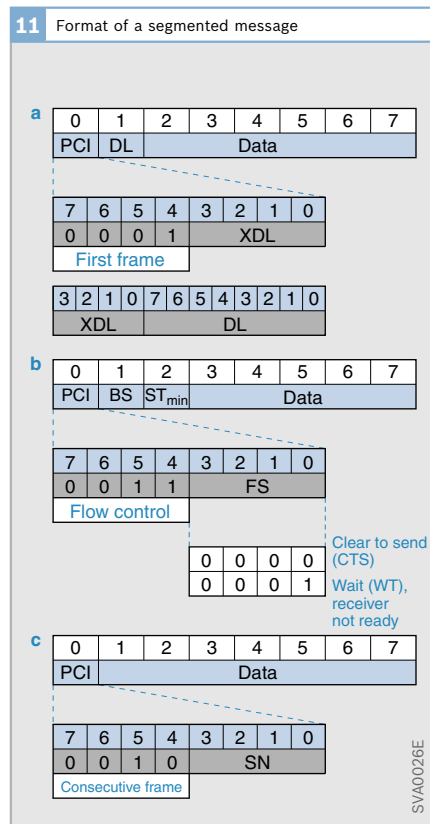 11 Format of a segmented message
a
0 1 2 3 4 5 6 7
PCI DL Data
7 6 5 4 3 2 1 0
0 0 0 1 XDL
First frame
3 2 1 0 7 6 5 4 3 2 1 0
XDL DL
b
0 1 2 3 4 5 6 7
PCI BS STmin Data
7 6 5 4 3 2 1 0
0 0 1 1 FS
Flow control
0 0 0 0
0 0 0 1
Clear to send
(CTS)
Wait (WT),
receiver
not ready
c
0 1 2 3 4 5 6 7
PCI Data
7 6 5 4 3 2 1 0
0 0 1 0 SN
Consecutive frame
SVA0026E